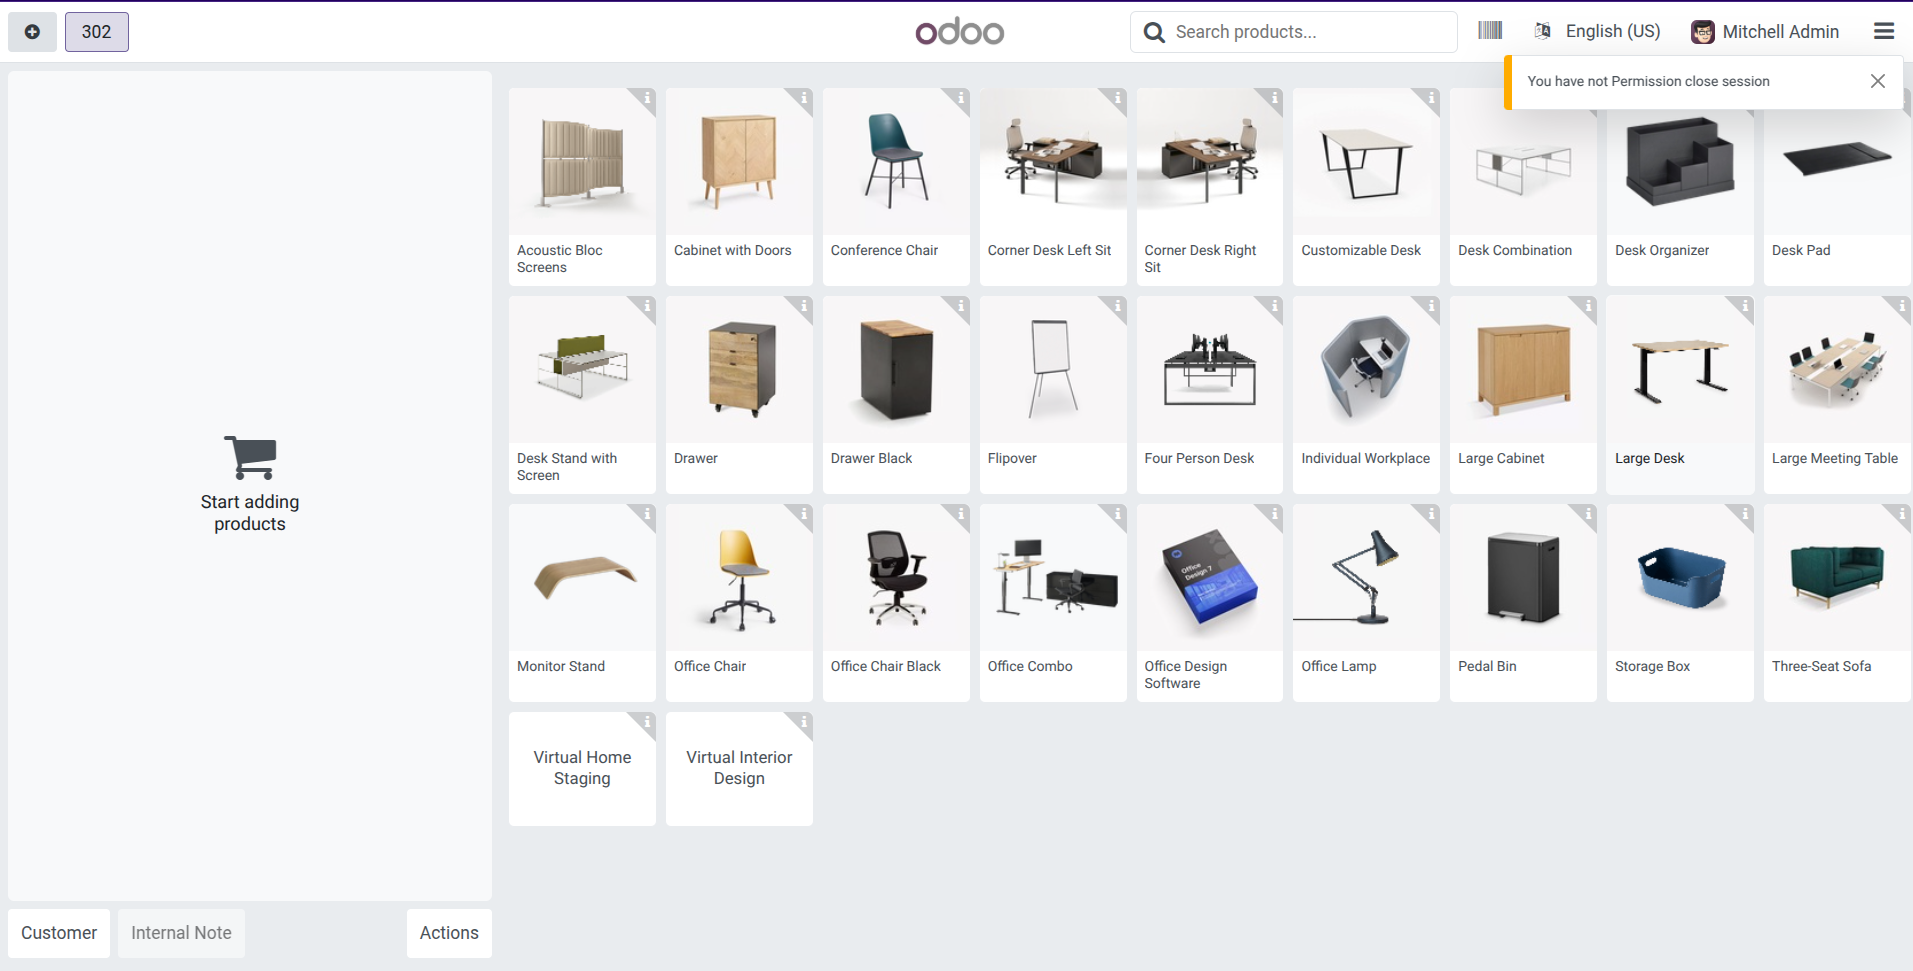 302
odoo
Search products...
English (US)
Mitchell Admin
You have not Permission close session
Start adding
products
Acoustic Bloc
Screens
Cabinet with Doors
Conference Chair
Corner Desk Left Sit
Corner Desk Right
Sit
Customizable Desk
Desk Combination
Desk Organizer
Desk Pad
Desk Stand with
Screen
Drawer
Drawer Black
Flipover
Four Person Desk
Individual Workplace
Large Cabinet
Large Desk
Large Meeting Table
Monitor Stand
Office Chair
Office Chair Black
Office Combo
Office
Design 7
Office Design
Software
Office Lamp
Pedal Bin
Storage Box
Three-Seat Sofa
Virtual Home
Staging
Virtual Interior
Design
Customer
Internal Note
Actions